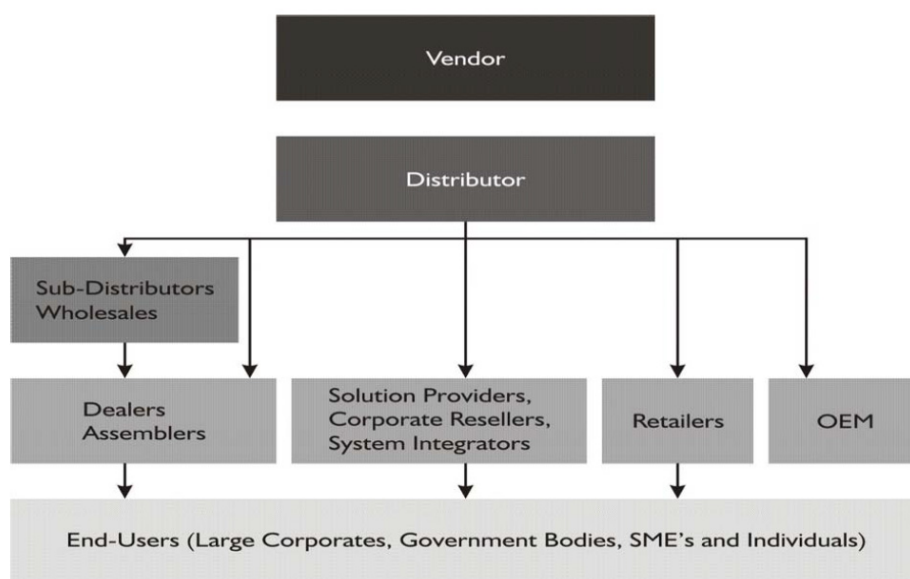 Vendor
Distributor
Sub-Distributors
Wholesales
Dealers
Assemblers
Solution Providers,
Corporate Resellers,
System Integrators
Retailers
OEM
End-Users (Large Corporates, Government Bodies, SME's and Individuals)